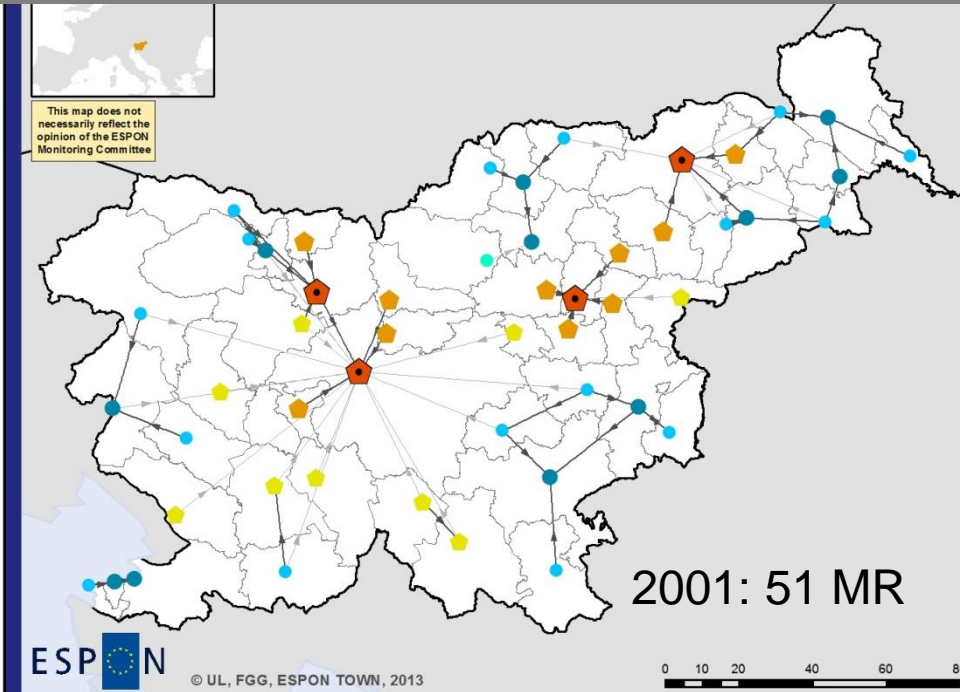 This map does not
necessarily reflect the
opinion of the ESPON
Monitoring Committee
2001: 51 MR
ESPON
© UL, FGG, ESPON TOWN, 2013
0 10 20 40 60